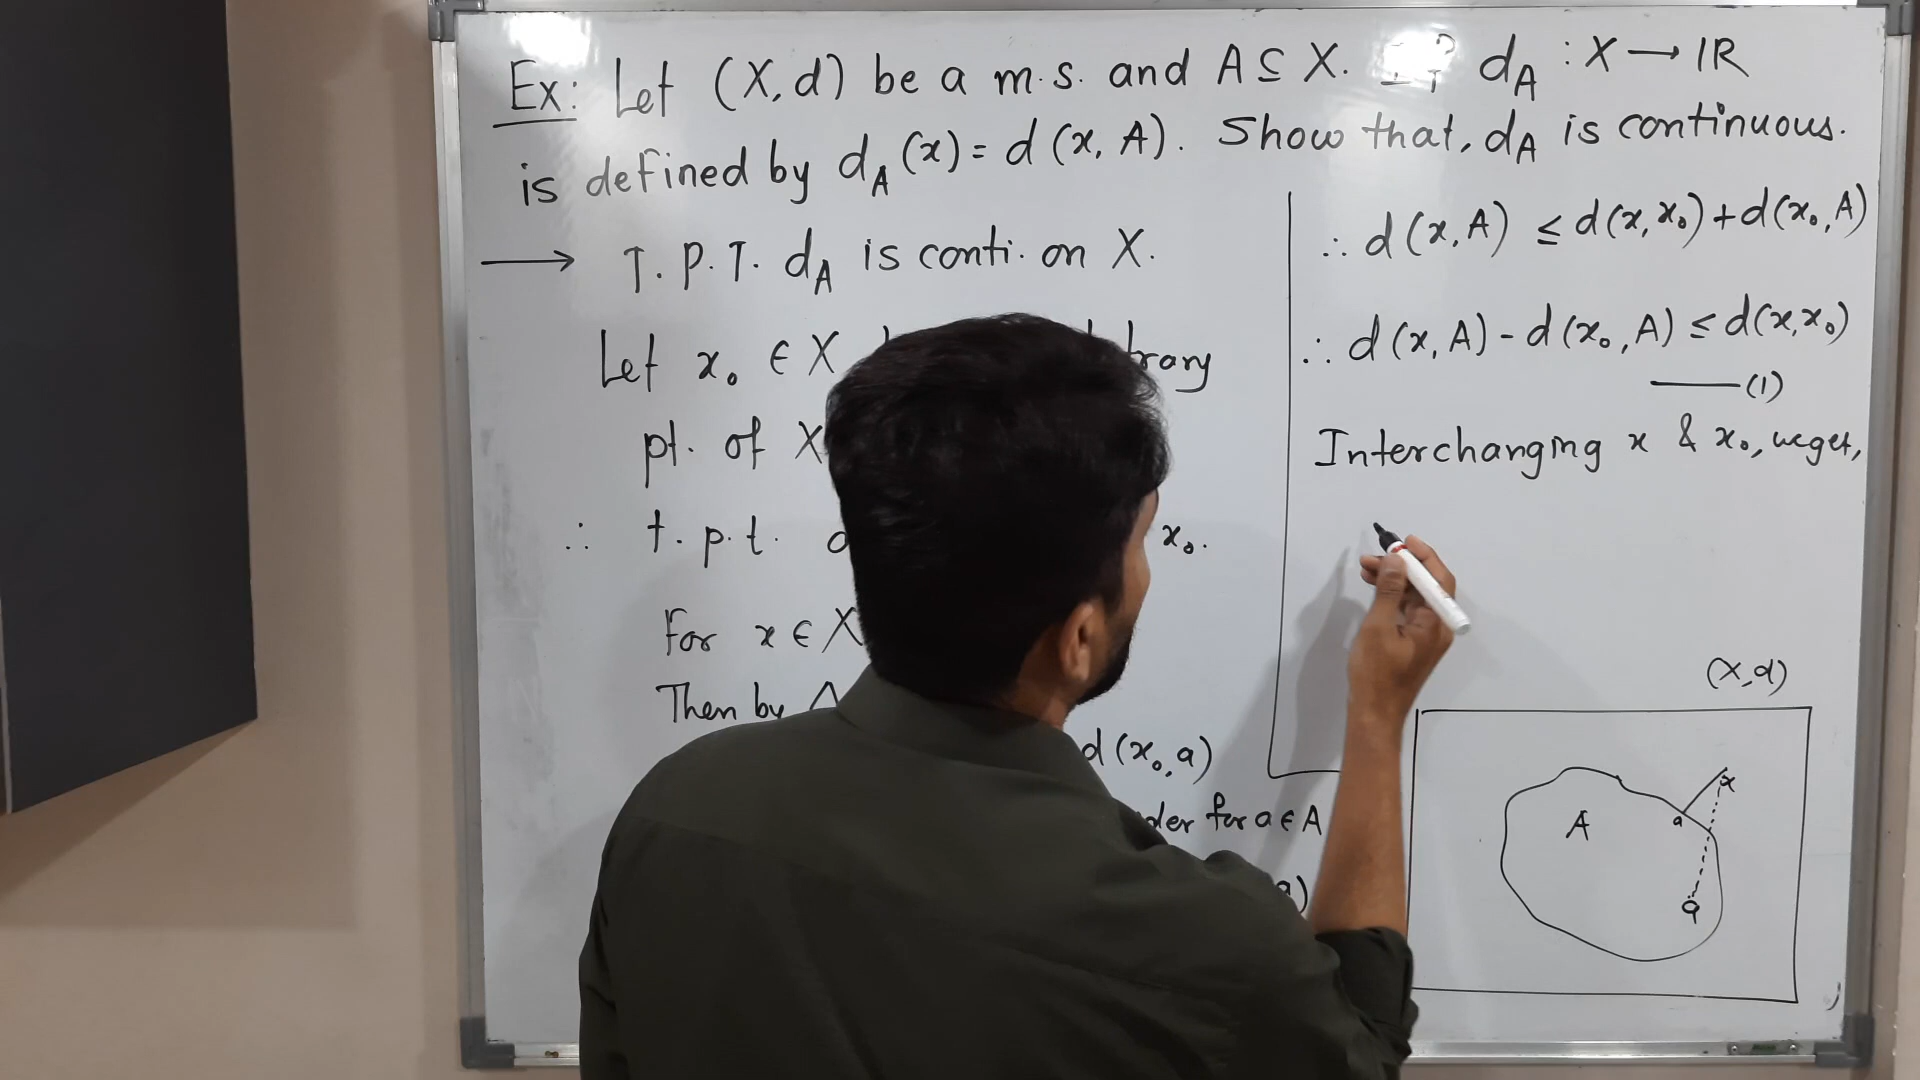 Ex: Let (X, d) be a m.s. and A ⊆ X. If dA : X → IR
is defined by dA(x) = d(x, A). Show that, dA is continuous.
→ T.P.T. dA is conti. on X.
Let x₀ ∈ X
pt. of X
∴ t.p.t. x₀.
For x ∈ X
Then by
d(x₀, a)
for a ∈ A
a)
∴ d(x, A) ≤ d(x, x₀) + d(x₀, A)
∴ d(x, A) - d(x₀, A) ≤ d(x, x₀)
— (1)
Interchanging x & x₀, we get,
(X, d)
A
x
a
a